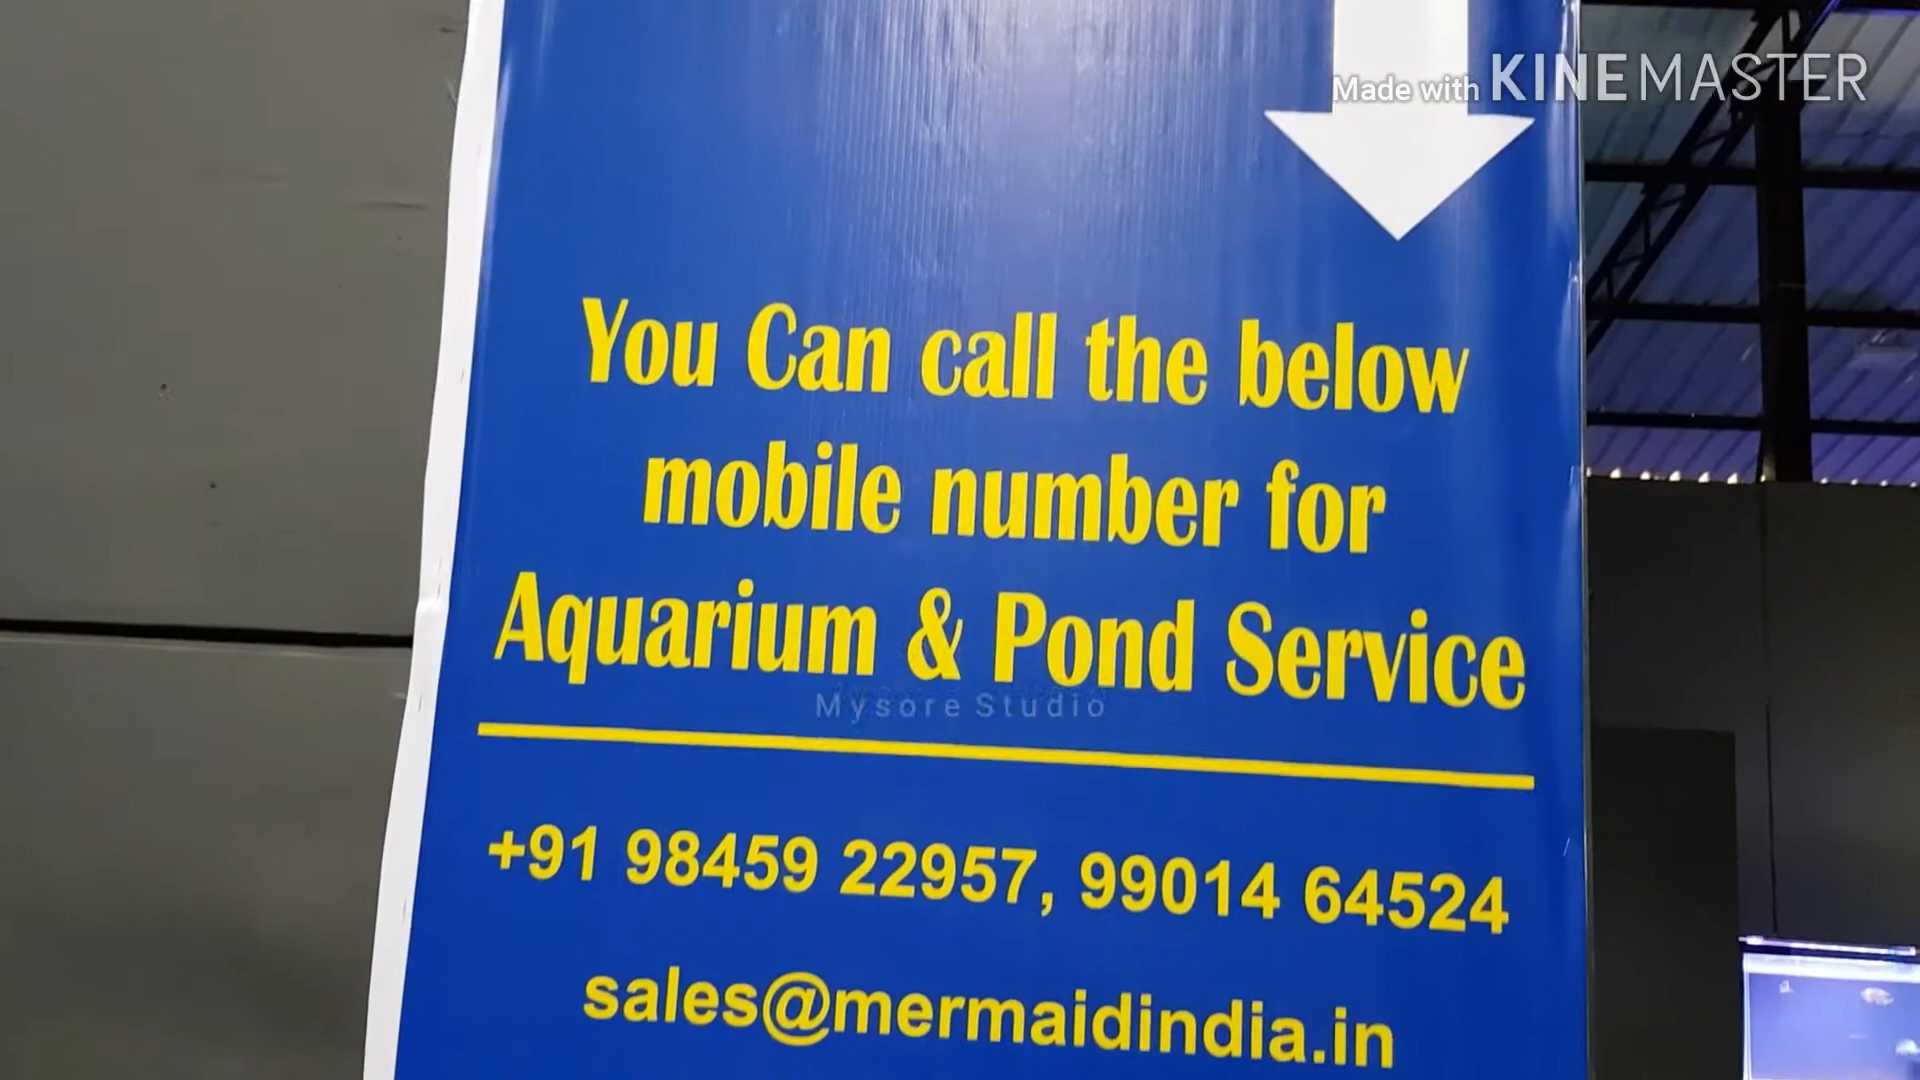 Made with KINEMASTER
You Can call the below
mobile number for
Aquarium & Pond Service
Mysore Studio
+91 98459 22957, 99014 64524
sales@mermaidindia.in